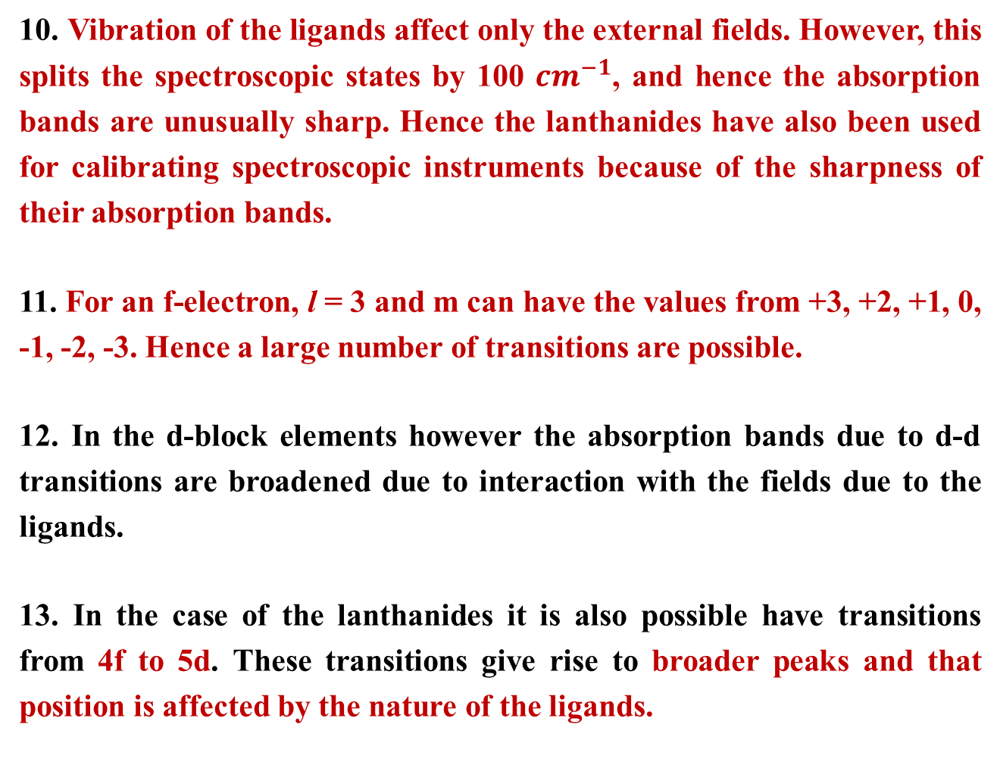 10. Vibration of the ligands affect only the external fields. However, this
splits the spectroscopic states by 100 cm⁻¹, and hence the absorption
bands are unusually sharp. Hence the lanthanides have also been used
for calibrating spectroscopic instruments because of the sharpness of
their absorption bands.
11. For an f-electron, l = 3 and m can have the values from +3, +2, +1, 0,
-1, -2, -3. Hence a large number of transitions are possible.
12. In the d-block elements however the absorption bands due to d-d
transitions are broadened due to interaction with the fields due to the
ligands.
13. In the case of the lanthanides it is also possible have transitions
from 4f to 5d. These transitions give rise to broader peaks and that
position is affected by the nature of the ligands.